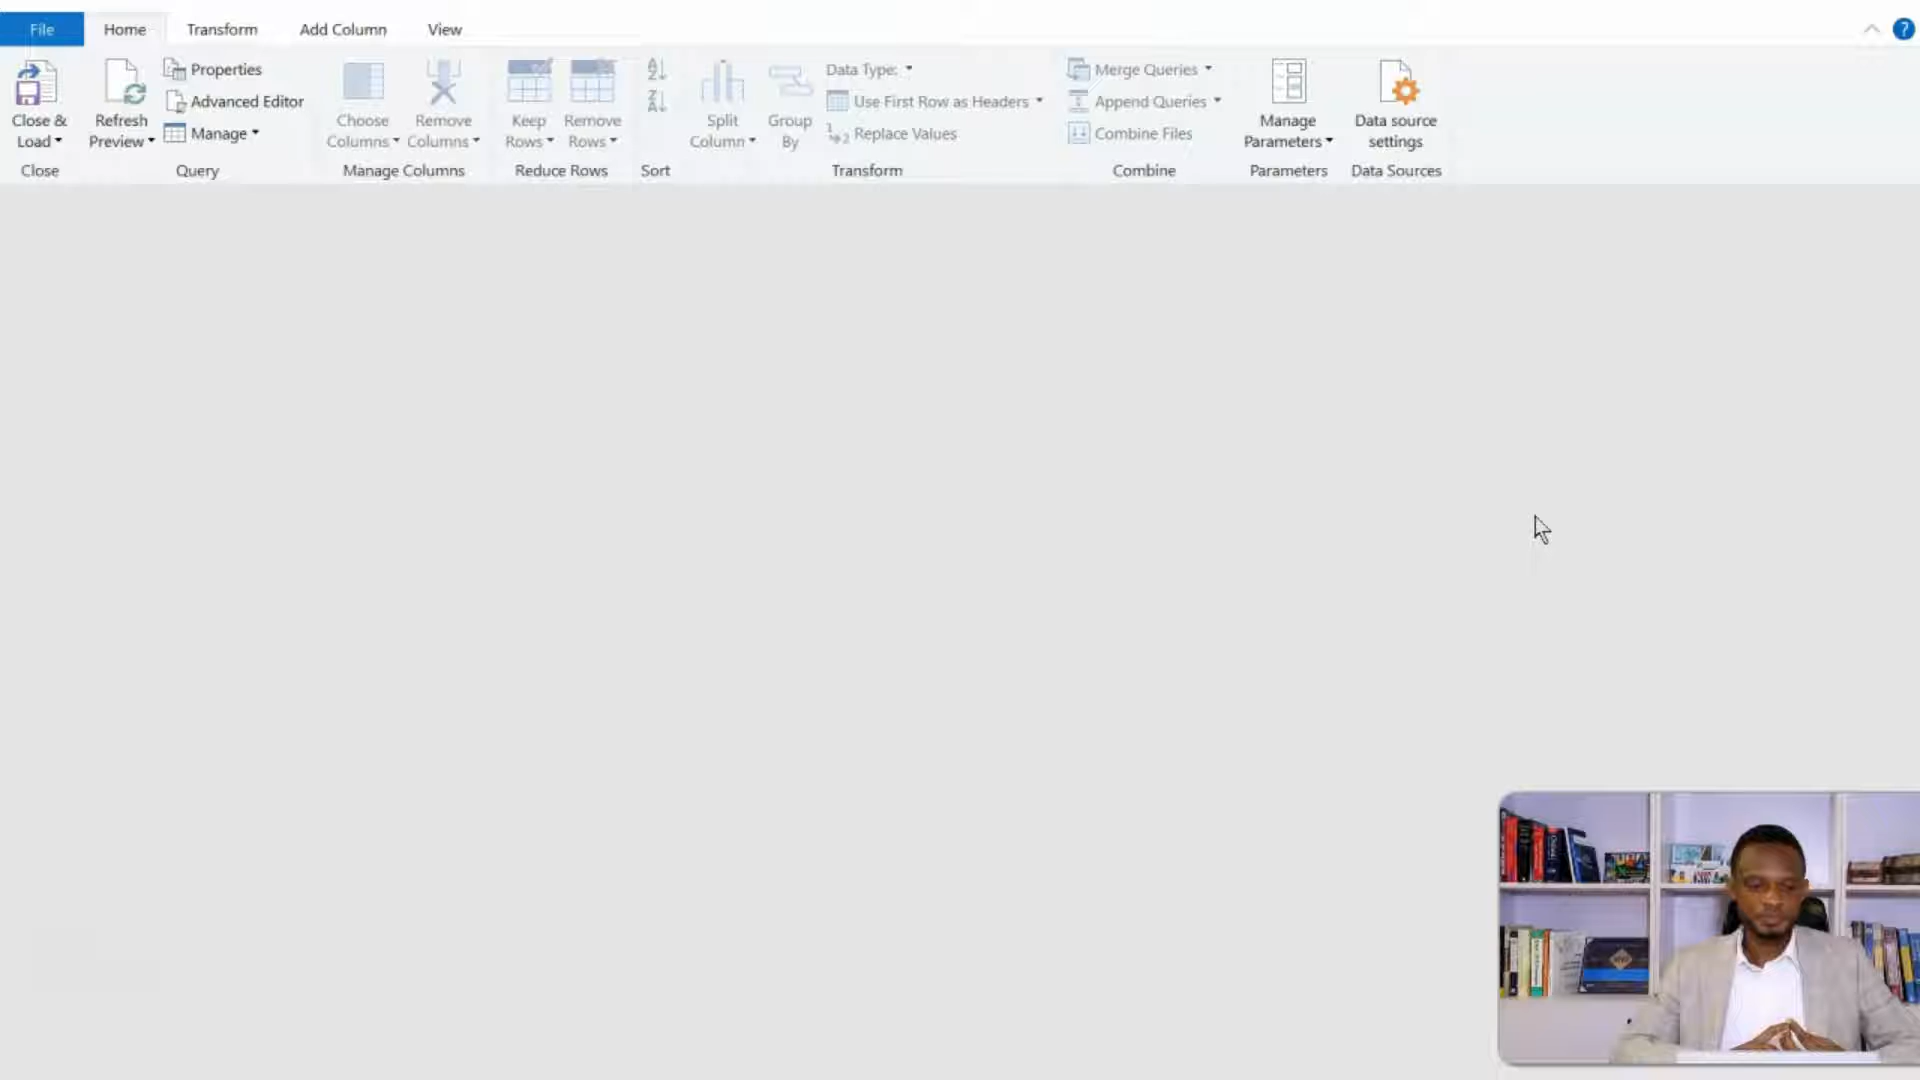 File Home Transform Add Column View
Close & Load
Refresh Preview
Properties
Advanced Editor
Manage
Choose Columns
Remove Columns
Keep Rows
Remove Rows
Split Column
Group By
Data Type:
Use First Row as Headers
Replace Values
Merge Queries
Append Queries
Combine Files
Manage Parameters
Data source settings
Close Query Manage Columns Reduce Rows Sort Transform Combine Parameters Data Sources